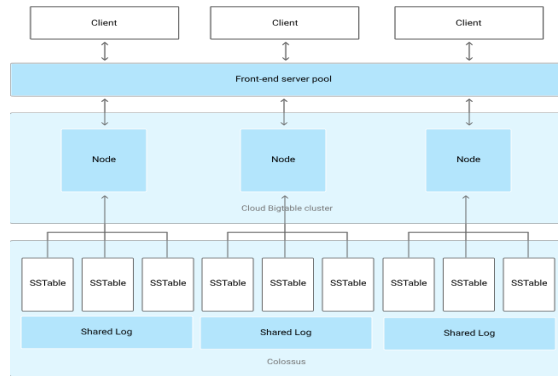 Client Client Client
Front-end server pool
Node Node Node
Cloud Bigtable cluster
SSTable SSTable SSTable SSTable SSTable SSTable SSTable SSTable SSTable
Shared Log Shared Log Shared Log
Colossus